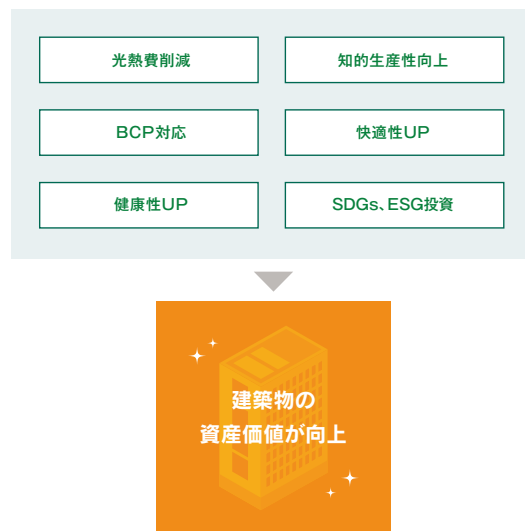 光熱費削減
知的生産性向上
BCP対応
快適性UP
健康性UP
SDGs、ESG投資
建築物の
資産価値が向上